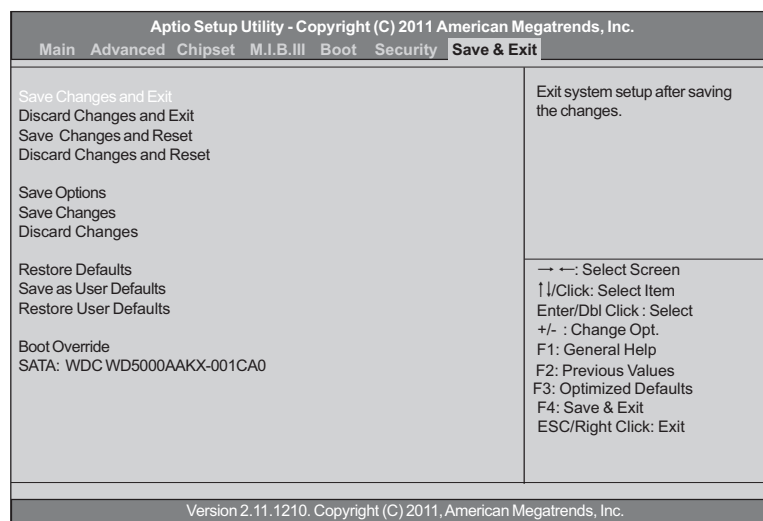 Aptio Setup Utility - Copyright (C) 2011 American Megatrends, Inc.
Main Advanced Chipset M.I.B.III Boot Security Save & Exit
Save Changes and Exit
Discard Changes and Exit
Save Changes and Reset
Discard Changes and Reset
Save Options
Save Changes
Discard Changes
Restore Defaults
Save as User Defaults
Restore User Defaults
Boot Override
SATA: WDC WD5000AAKX-001CA0
Exit system setup after saving
the changes.
→ ←: Select Screen
↑↓/Click: Select Item
Enter/Dbl Click : Select
+/- : Change Opt.
F1: General Help
F2: Previous Values
F3: Optimized Defaults
F4: Save & Exit
ESC/Right Click: Exit
Version 2.11.1210. Copyright (C) 2011, American Megatrends, Inc.